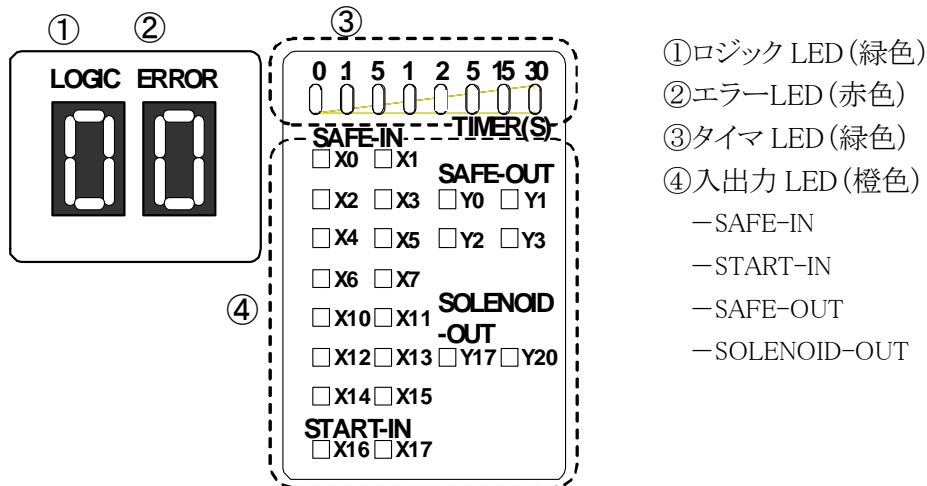 ① ② ③
LOGIC ERROR
0 0
0 .1 .5 1 2 5 15 30
TIMER(S)
SAFE-IN
X0 X1
SAFE-OUT
X2 X3 Y0 Y1
X4 X5 Y2 Y3
X6 X7
④
SOLENOID
-OUT
X10 X11
X12 X13 Y17 Y20
X14 X15
START-IN
X16 X17
①ロジック LED(緑色)
②エラーLED(赤色)
③タイマ LED(緑色)
④入出力 LED(橙色)
-SAFE-IN
-START-IN
-SAFE-OUT
-SOLENOID-OUT